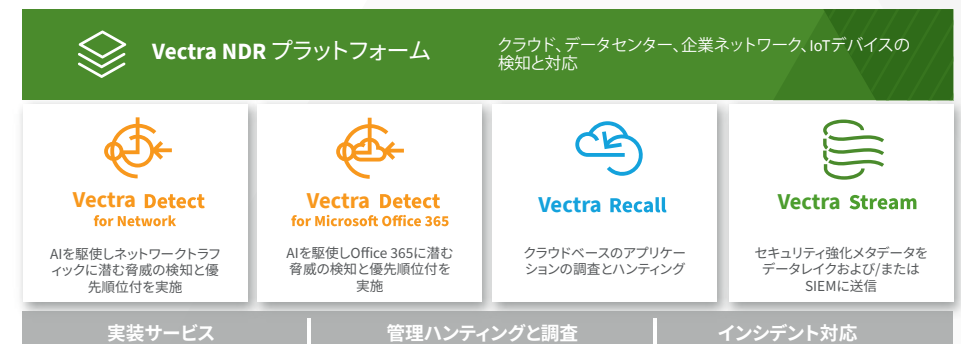 Vectra NDR プラットフォーム
クラウド、データセンター、企業ネットワーク、IoTデバイスの
検知と対応
Vectra Detect
for Network
AIを駆使しネットワークトラフ
ィックに潜む脅威の検知と優
先順位付を実施
Vectra Detect
for Microsoft Office 365
AIを駆使しOffice 365に潜む
脅威の検知と優先順位付を
実施
Vectra Recall
クラウドベースのアプリケー
ションの調査とハンティング
Vectra Stream
セキュリティ強化メタデータを
データレイクおよび/または
SIEMに送信
実装サービス
管理ハンティングと調査
インシデント対応